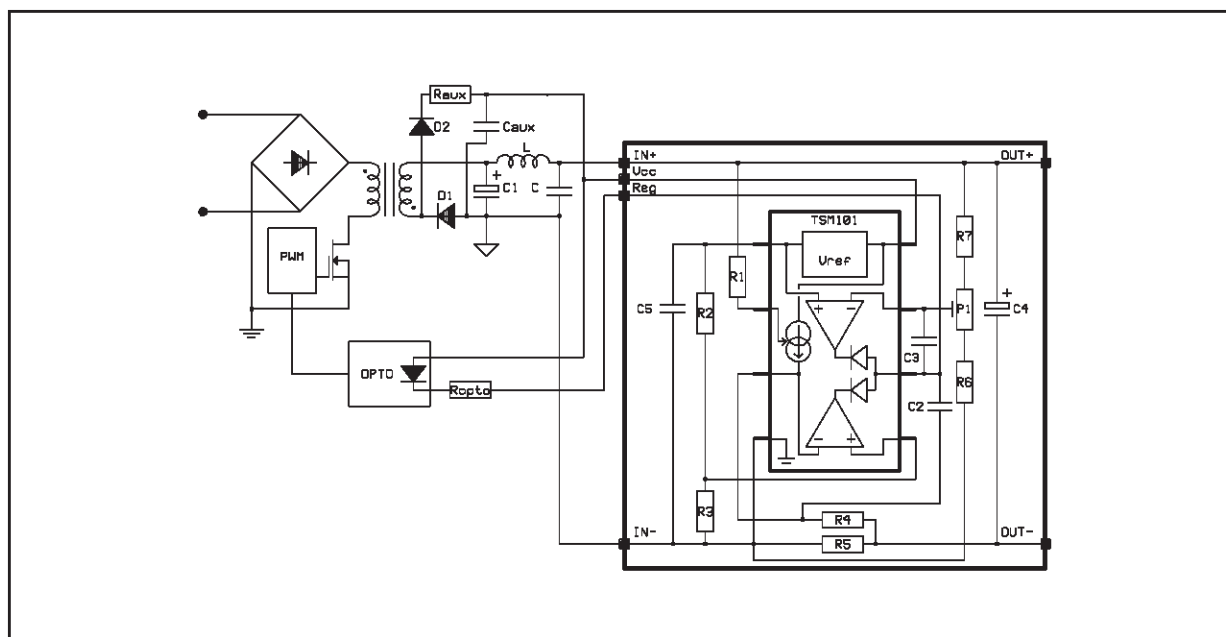 Raux
D2
Caux
L
IN+
OUT+
Vcc
+
C1
C
Reg
D1
TSM101
R7
PWM
Vref
R1
C5
R2
+
-
P1
+
C4
C3
OPTO
R6
Ropto
C2
-
+
R3
R4
IN-
R5
OUT-